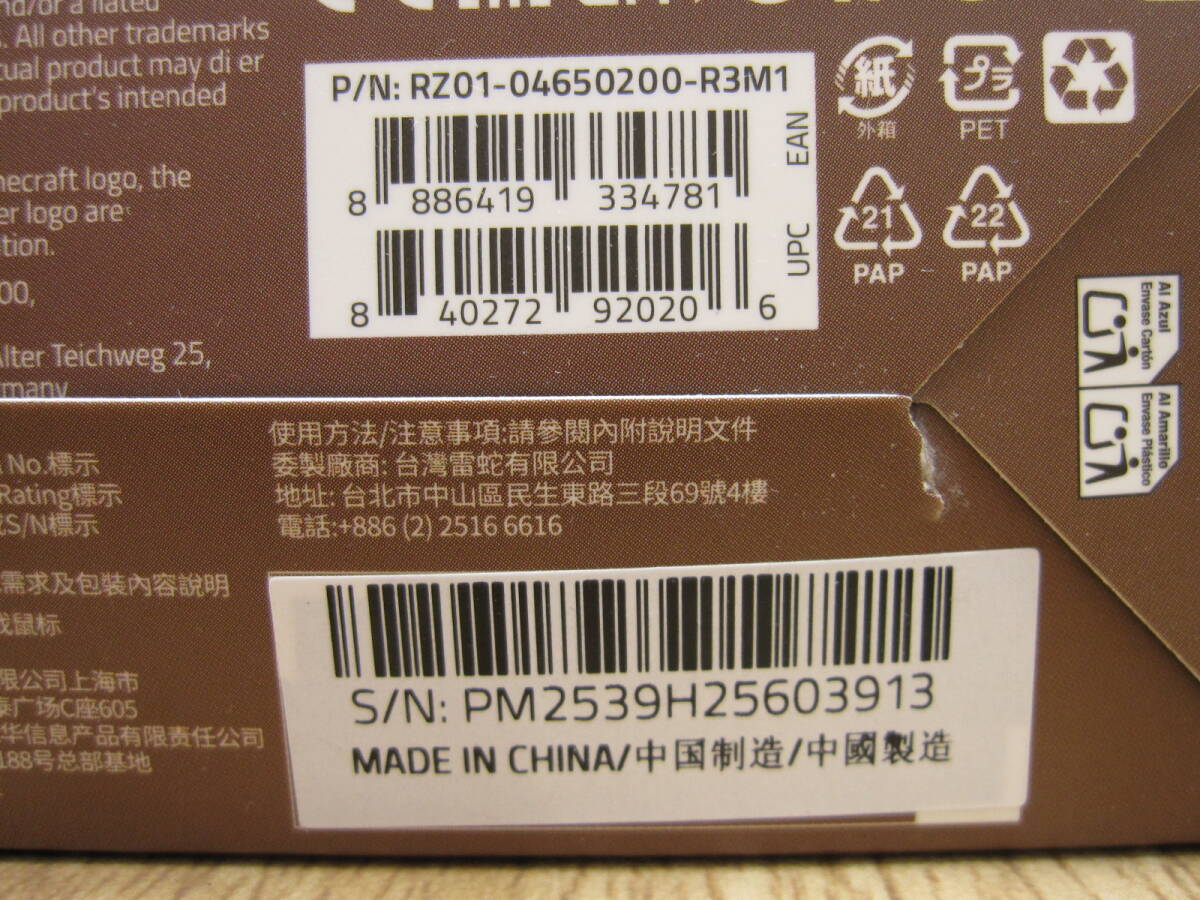 and/or affiliated
. All other trademarks
tual product may di er
product's intended
necraft logo, the
er logo are
tion.
00,
Alter Teichweg 25,
rmany
P/N: RZ01-04650200-R3M1
EAN
8 886419 334781
UPC
8 40272 92020 6
紙
外箱
プラ
PET
21
PAP
22
PAP
Al Azul
Envase Cartón
Al Amarillo
Envase Plástico
No.標示
Rating標示
S/N標示
需求及包裝內容說明
戏鼠标
限公司上海市
泰广场C座605
华信息产品有限责任公司
188号总部基地
使用方法/注意事項:請參閱內附說明文件
委製廠商: 台灣雷蛇有限公司
地址: 台北市中山區民生東路三段69號4樓
電話:+886 (2) 2516 6616
S/N: PM2539H25603913
MADE IN CHINA/中国制造/中國製造